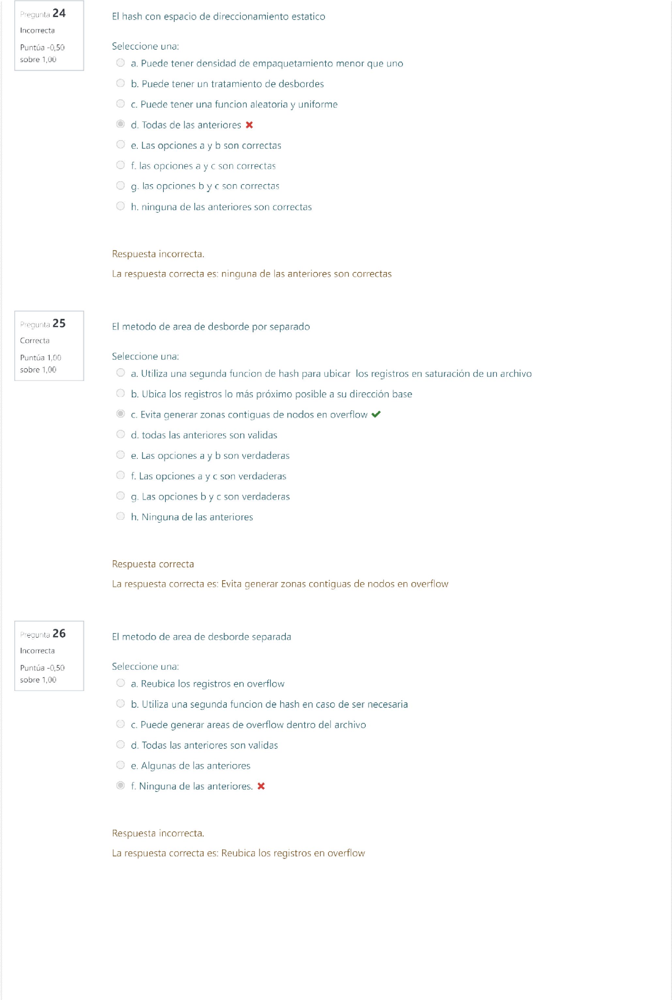 Pregunta 24
Incorrecta
Puntúa -0,50
sobre 1,00
El hash con espacio de direccionamiento estatico
Seleccione una:
a. Puede tener densidad de empaquetamiento menor que uno
b. Puede tener un tratamiento de desbordes
c. Puede tener una funcion aleatoria y uniforme
d. Todas de las anteriores
e. Las opciones a y b son correctas
f. las opciones a y c son correctas
g. las opciones b y c son correctas
h. ninguna de las anteriores son correctas
Respuesta incorrecta.
La respuesta correcta es: ninguna de las anteriores son correctas
Pregunta 25
Correcta
Puntúa 1,00
sobre 1,00
El metodo de area de desborde por separado
Seleccione una:
a. Utiliza una segunda funcion de hash para ubicar  los registros en saturación de un archivo
b. Ubica los registros lo más próximo posible a su dirección base
c. Evita generar zonas contiguas de nodos en overflow
d. todas las anteriores son validas
e. Las opciones a y b son verdaderas
f. Las opciones a y c son verdaderas
g. Las opciones b y c son verdaderas
h. Ninguna de las anteriores
Respuesta correcta
La respuesta correcta es: Evita generar zonas contiguas de nodos en overflow
Pregunta 26
Incorrecta
Puntúa -0,50
sobre 1,00
El metodo de area de desborde separada
Seleccione una:
a. Reubica los registros en overflow
b. Utiliza una segunda funcion de hash en caso de ser necesaria
c. Puede generar areas de overflow dentro del archivo
d. Todas las anteriores son validas
e. Algunas de las anteriores
f. Ninguna de las anteriores.
Respuesta incorrecta.
La respuesta correcta es: Reubica los registros en overflow